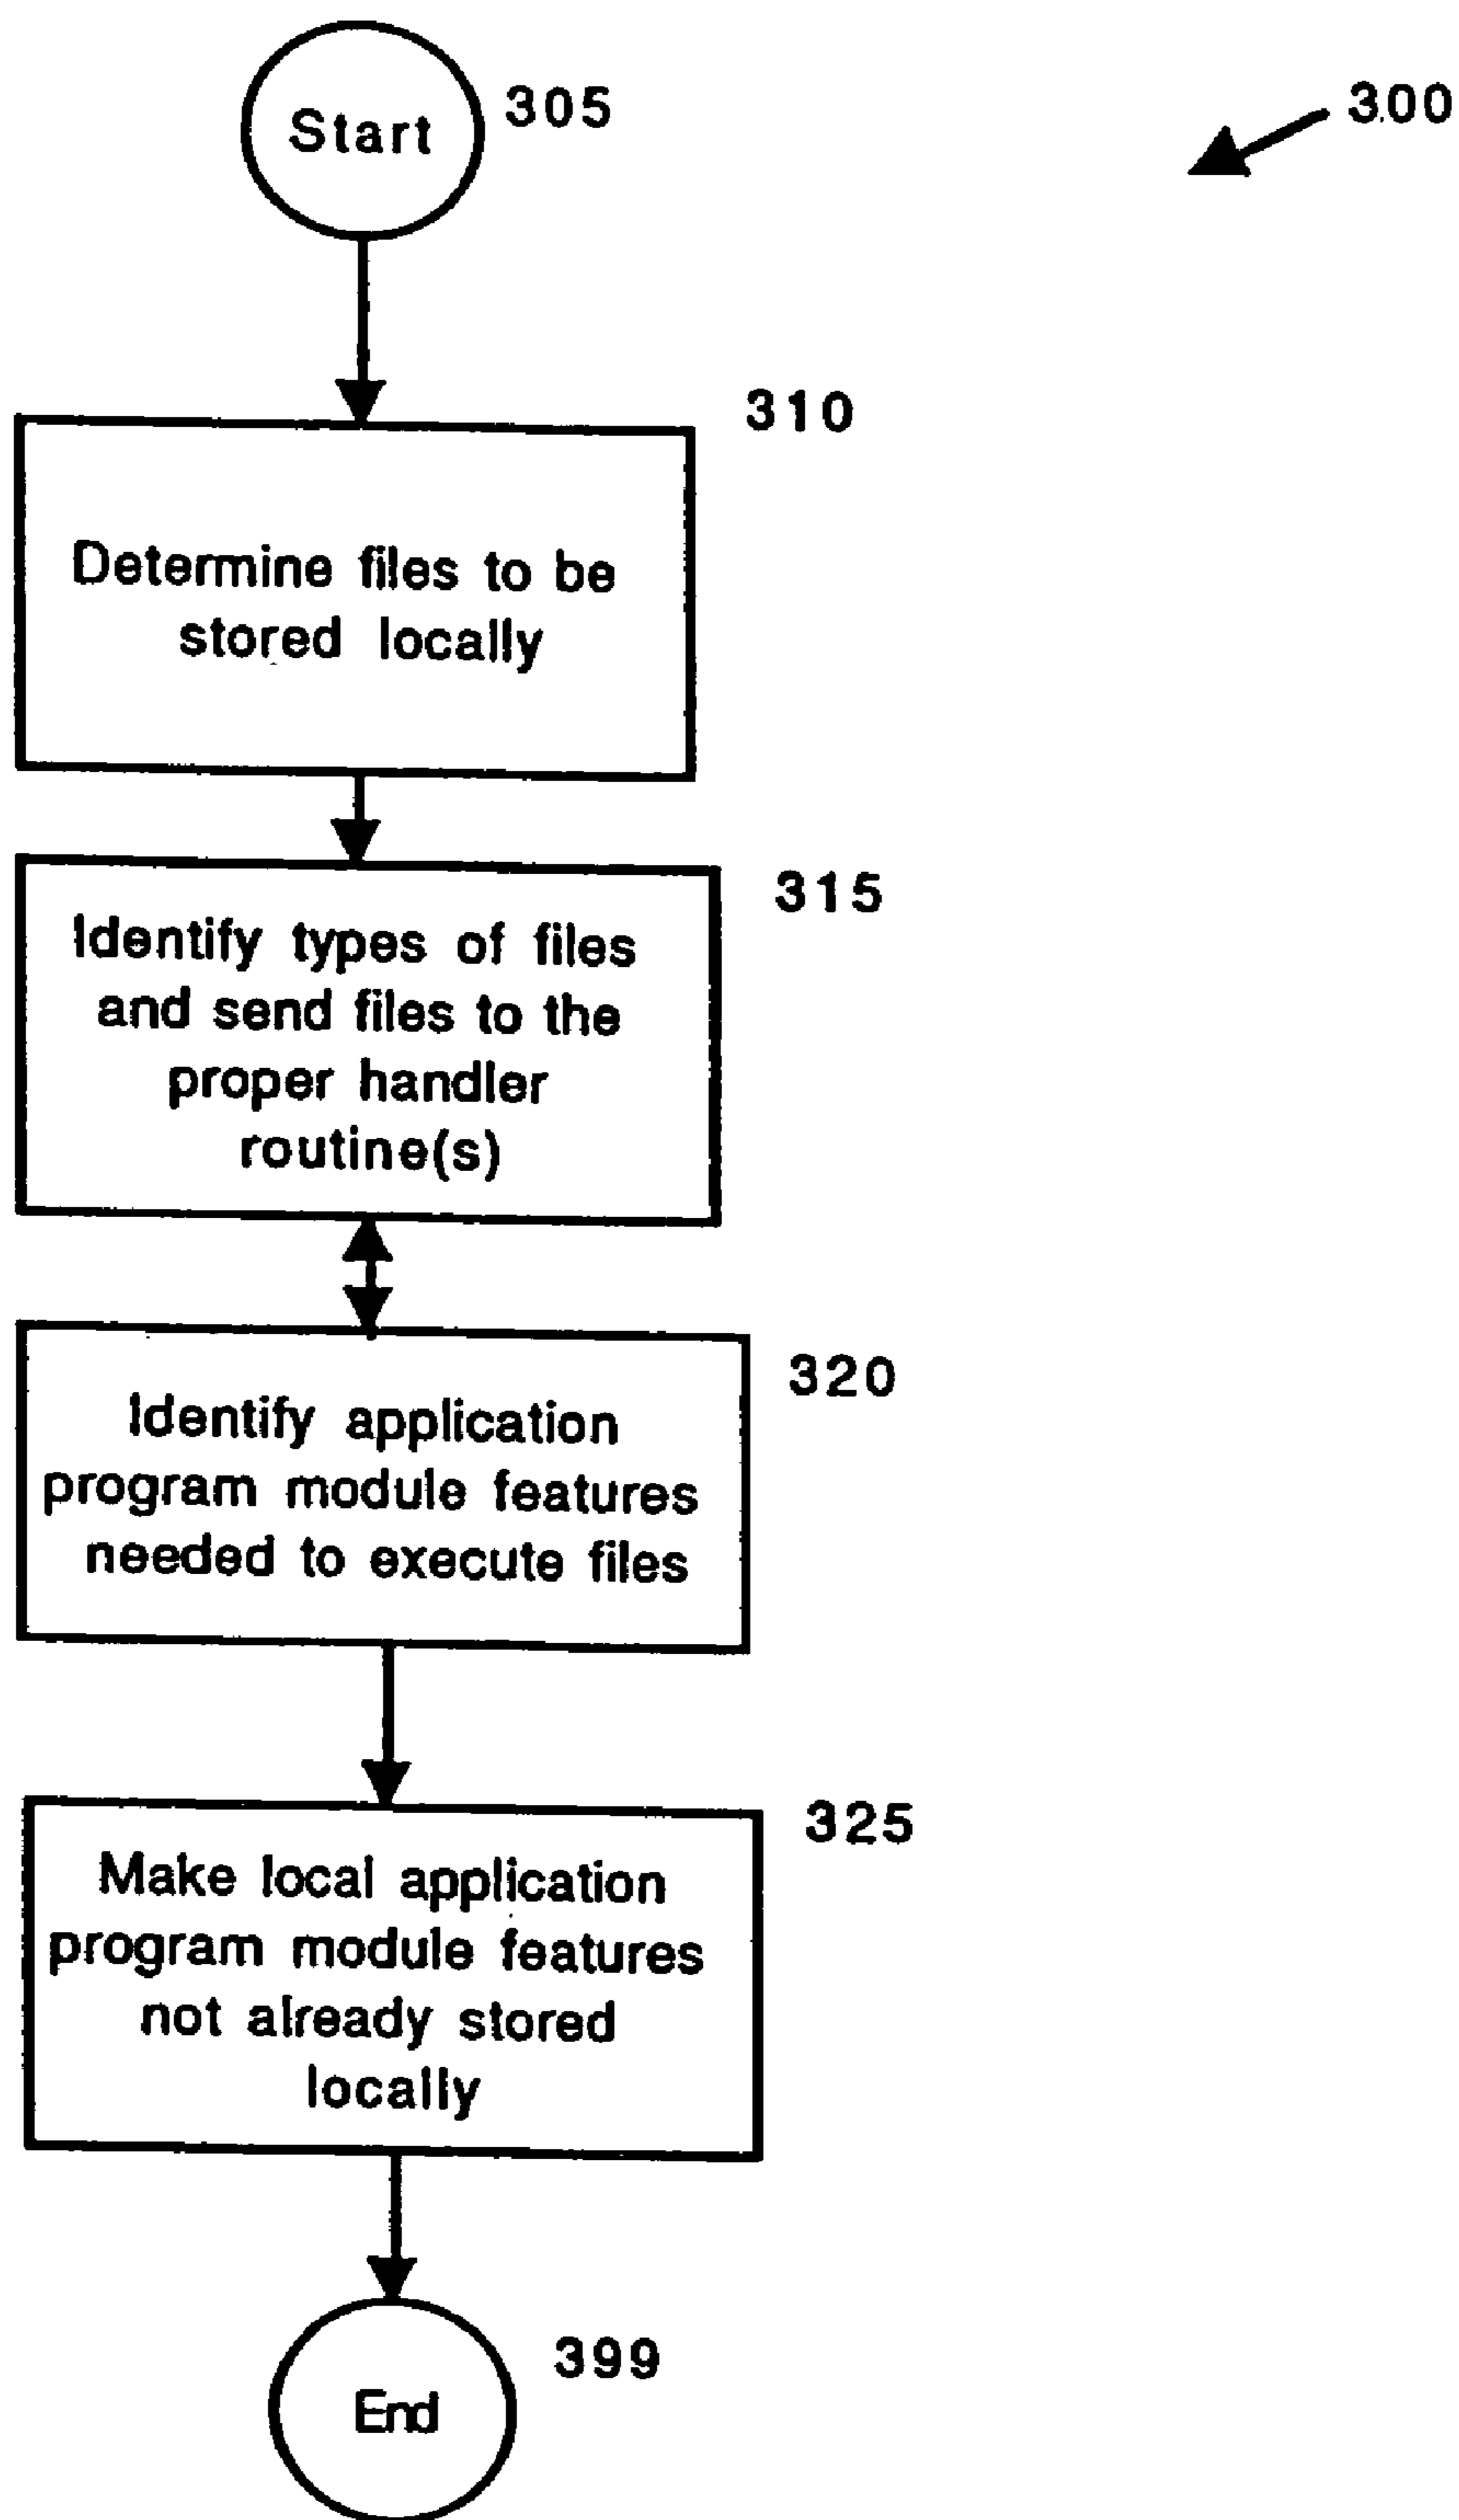 Start
305
300
310
Determine files to be
stored locally
315
Identify types of files
and send files to the
proper handler
routine(s)
320
Identify application
program module features
needed to execute files
325
Make local application
program module features
not already stored
locally
399
End